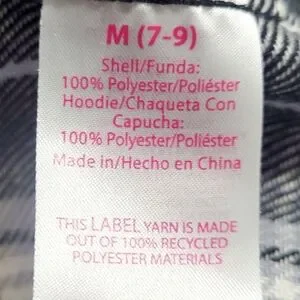 M (7-9)
Shell/Funda:
100% Polyester/Poliéster
Hoodie/Chaqueta Con
Capucha:
100% Polyester/Poliéster
Made in/Hecho en China
THIS LABEL YARN IS MADE
OUT OF 100% RECYCLED
POLYESTER MATERIALS